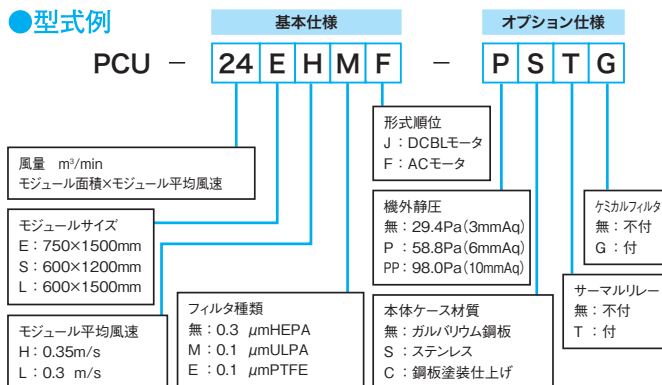 ●型式例
基本仕様
オプション仕様
PCU － 24 E H M F － P S T G
風量　m³/min
モジュール面積×モジュール平均風速
モジュールサイズ
E：750×1500mm
S：600×1200mm
L：600×1500mm
モジュール平均風速
H：0.35m/s
L：0.3 m/s
フィルタ種類
無：0.3 μmHEPA
M：0.1 μmULPA
E：0.1 μmPTFE
形式順位
J：DCBLモータ
F：ACモータ
機外静圧
無：29.4Pa(3mmAq)
P：58.8Pa(6mmAq)
PP：98.0Pa(10mmAq)
本体ケース材質
無：ガルバリウム鋼板
S：ステンレス
C：鋼板塗装仕上げ
サーマルリレー
無：不付
T：付
ケミカルフィルタ
無：不付
G：付